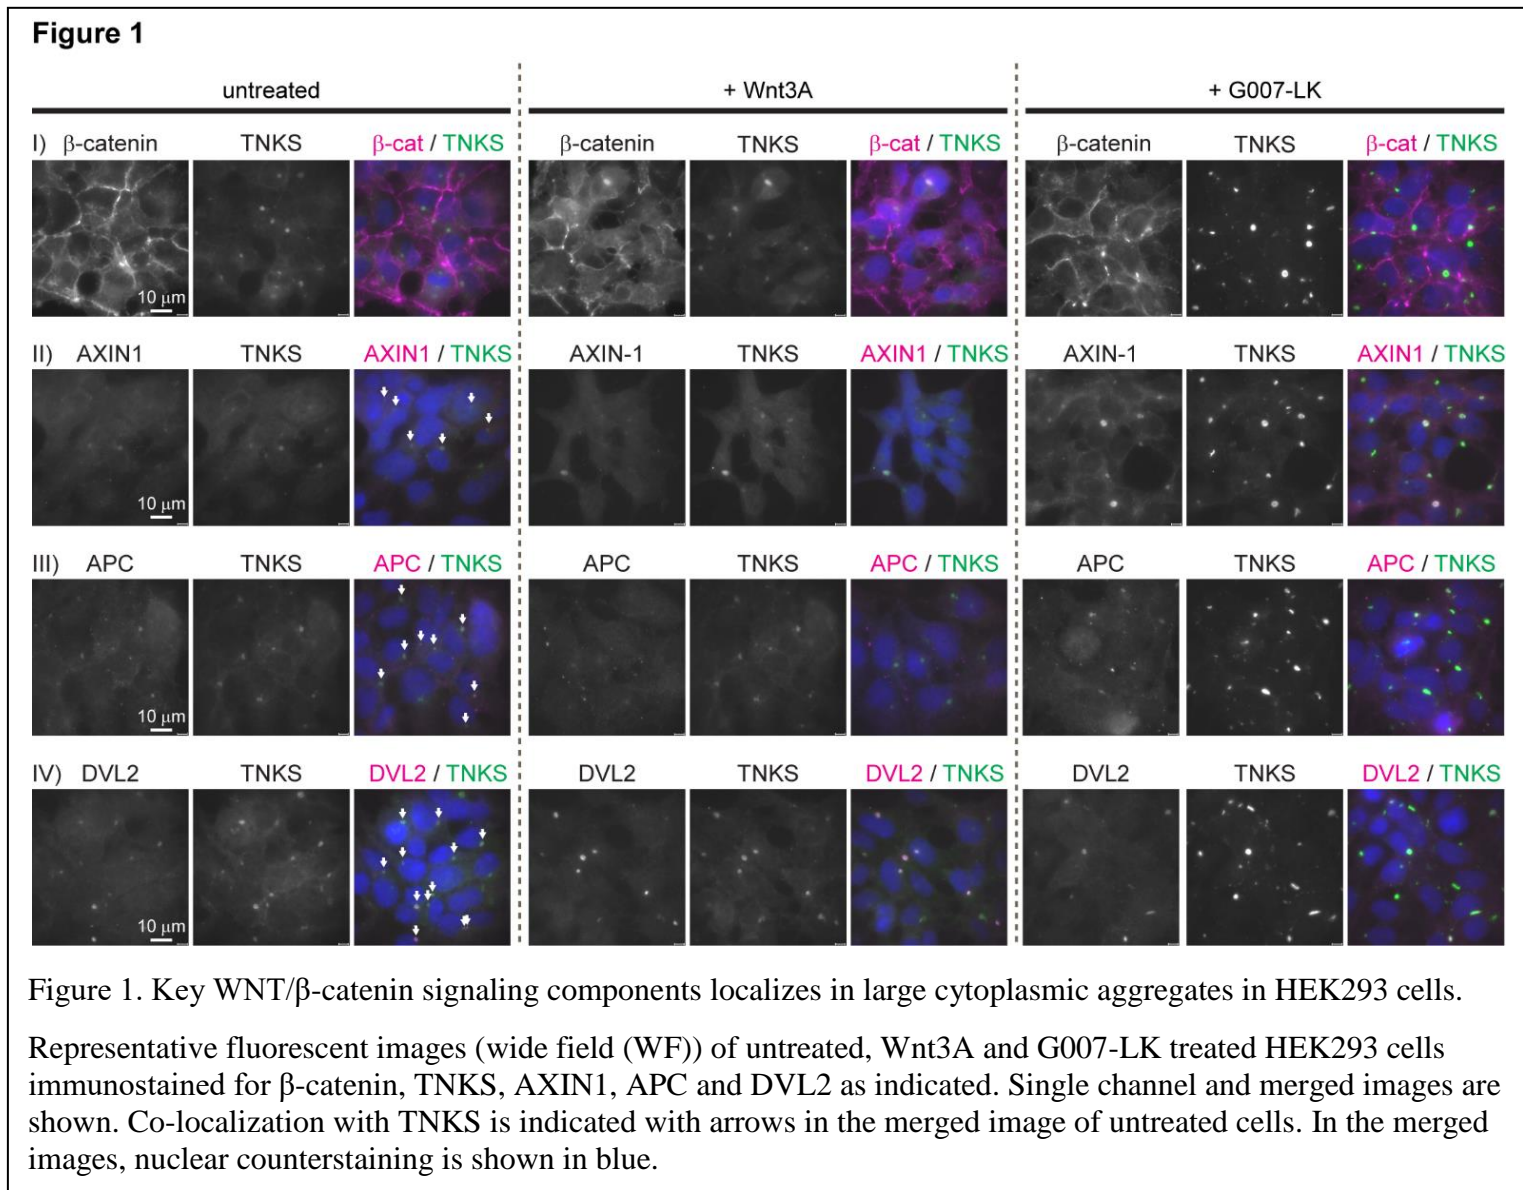 Figure 1
untreated + Wnt3A + G007-LK
I) β-catenin TNKS β-cat / TNKS β-catenin TNKS β-cat / TNKS β-catenin TNKS β-cat / TNKS
10 µm
II) AXIN1 TNKS AXIN1 / TNKS AXIN-1 TNKS AXIN1 / TNKS AXIN-1 TNKS AXIN1 / TNKS
10 µm
III) APC TNKS APC / TNKS APC TNKS APC / TNKS APC TNKS APC / TNKS
10 µm
IV) DVL2 TNKS DVL2 / TNKS DVL2 TNKS DVL2 / TNKS DVL2 TNKS DVL2 / TNKS
10 µm
Figure 1. Key WNT/β-catenin signaling components localizes in large cytoplasmic aggregates in HEK293 cells.
Representative fluorescent images (wide field (WF)) of untreated, Wnt3A and G007-LK treated HEK293 cells
immunostained for β-catenin, TNKS, AXIN1, APC and DVL2 as indicated. Single channel and merged images are
shown. Co-localization with TNKS is indicated with arrows in the merged image of untreated cells. In the merged
images, nuclear counterstaining is shown in blue.